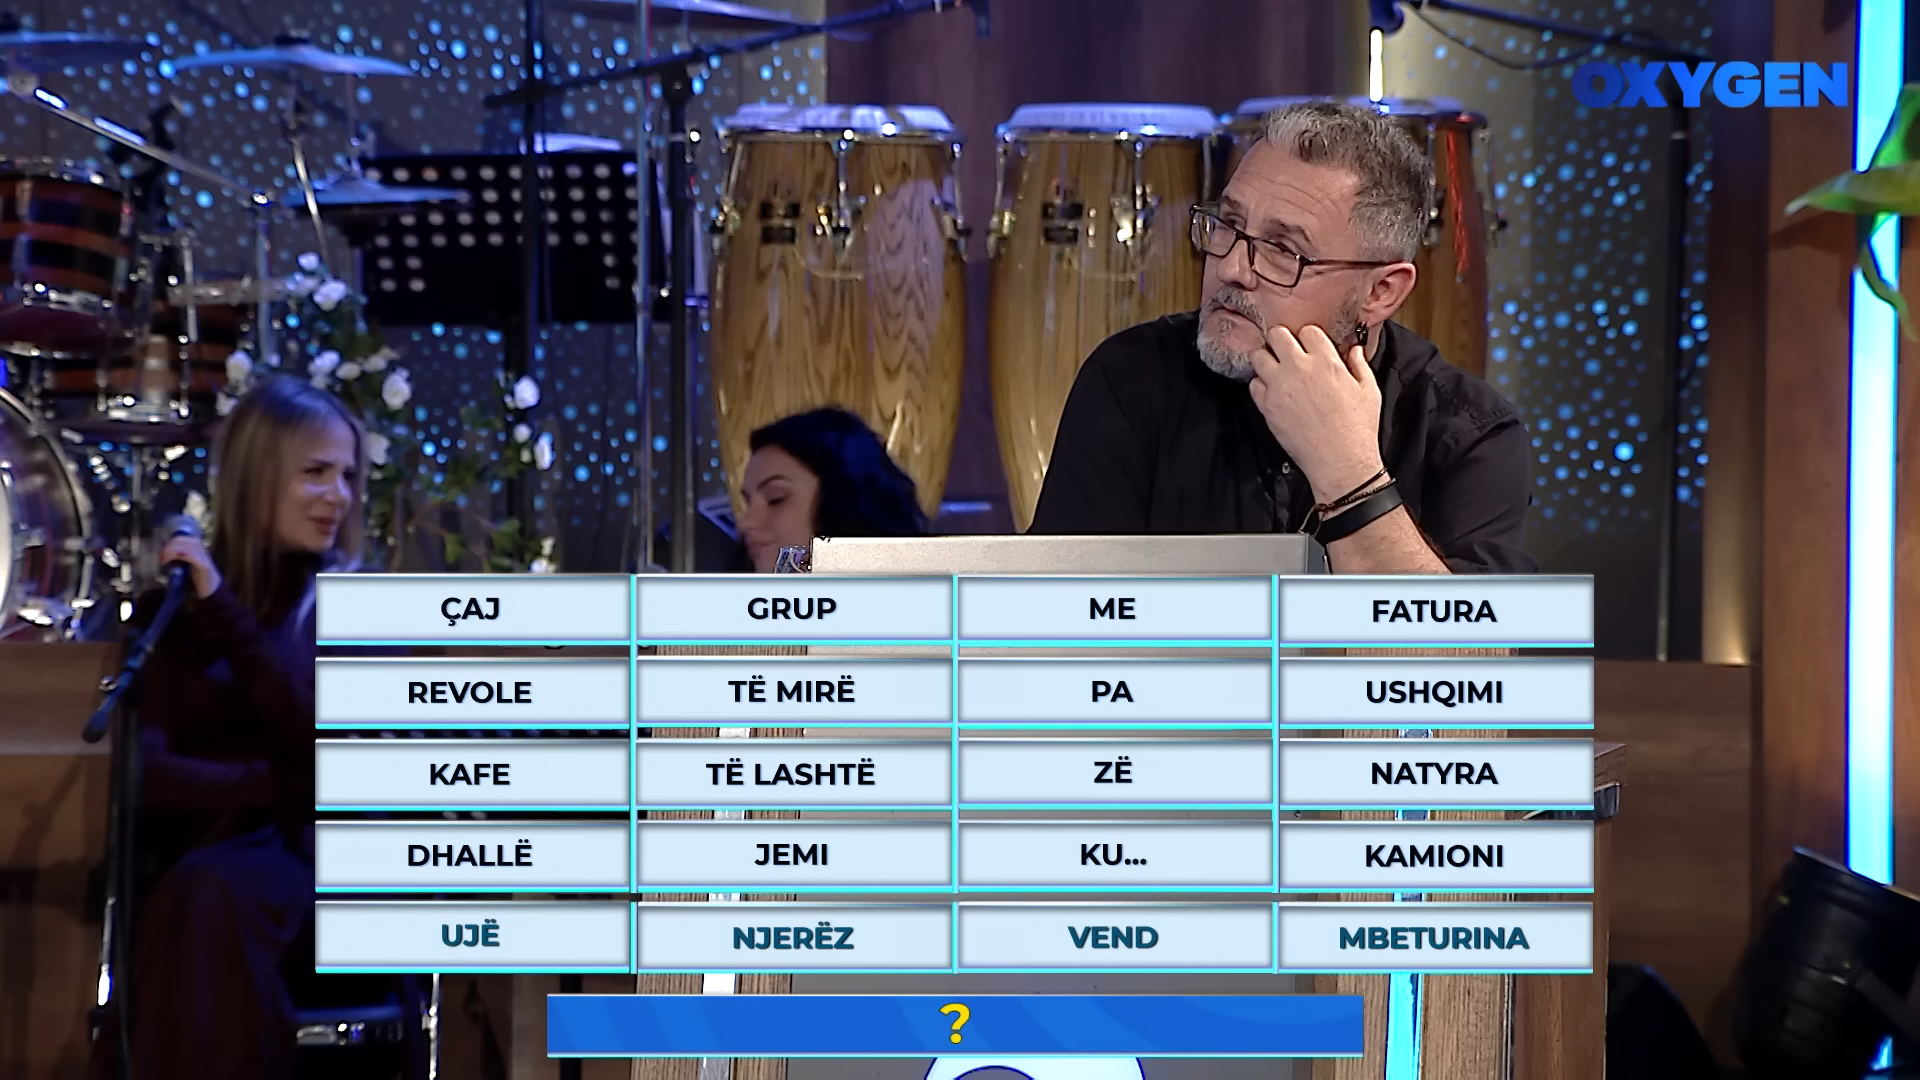 OXYGEN
ÇAJ GRUP ME FATURA
REVOLE TË MIRË PA USHQIMI
KAFE TË LASHTË ZË NATYRA
DHALLË JEMI KU... KAMIONI
UJË NJERËZ VEND MBETURINA
?